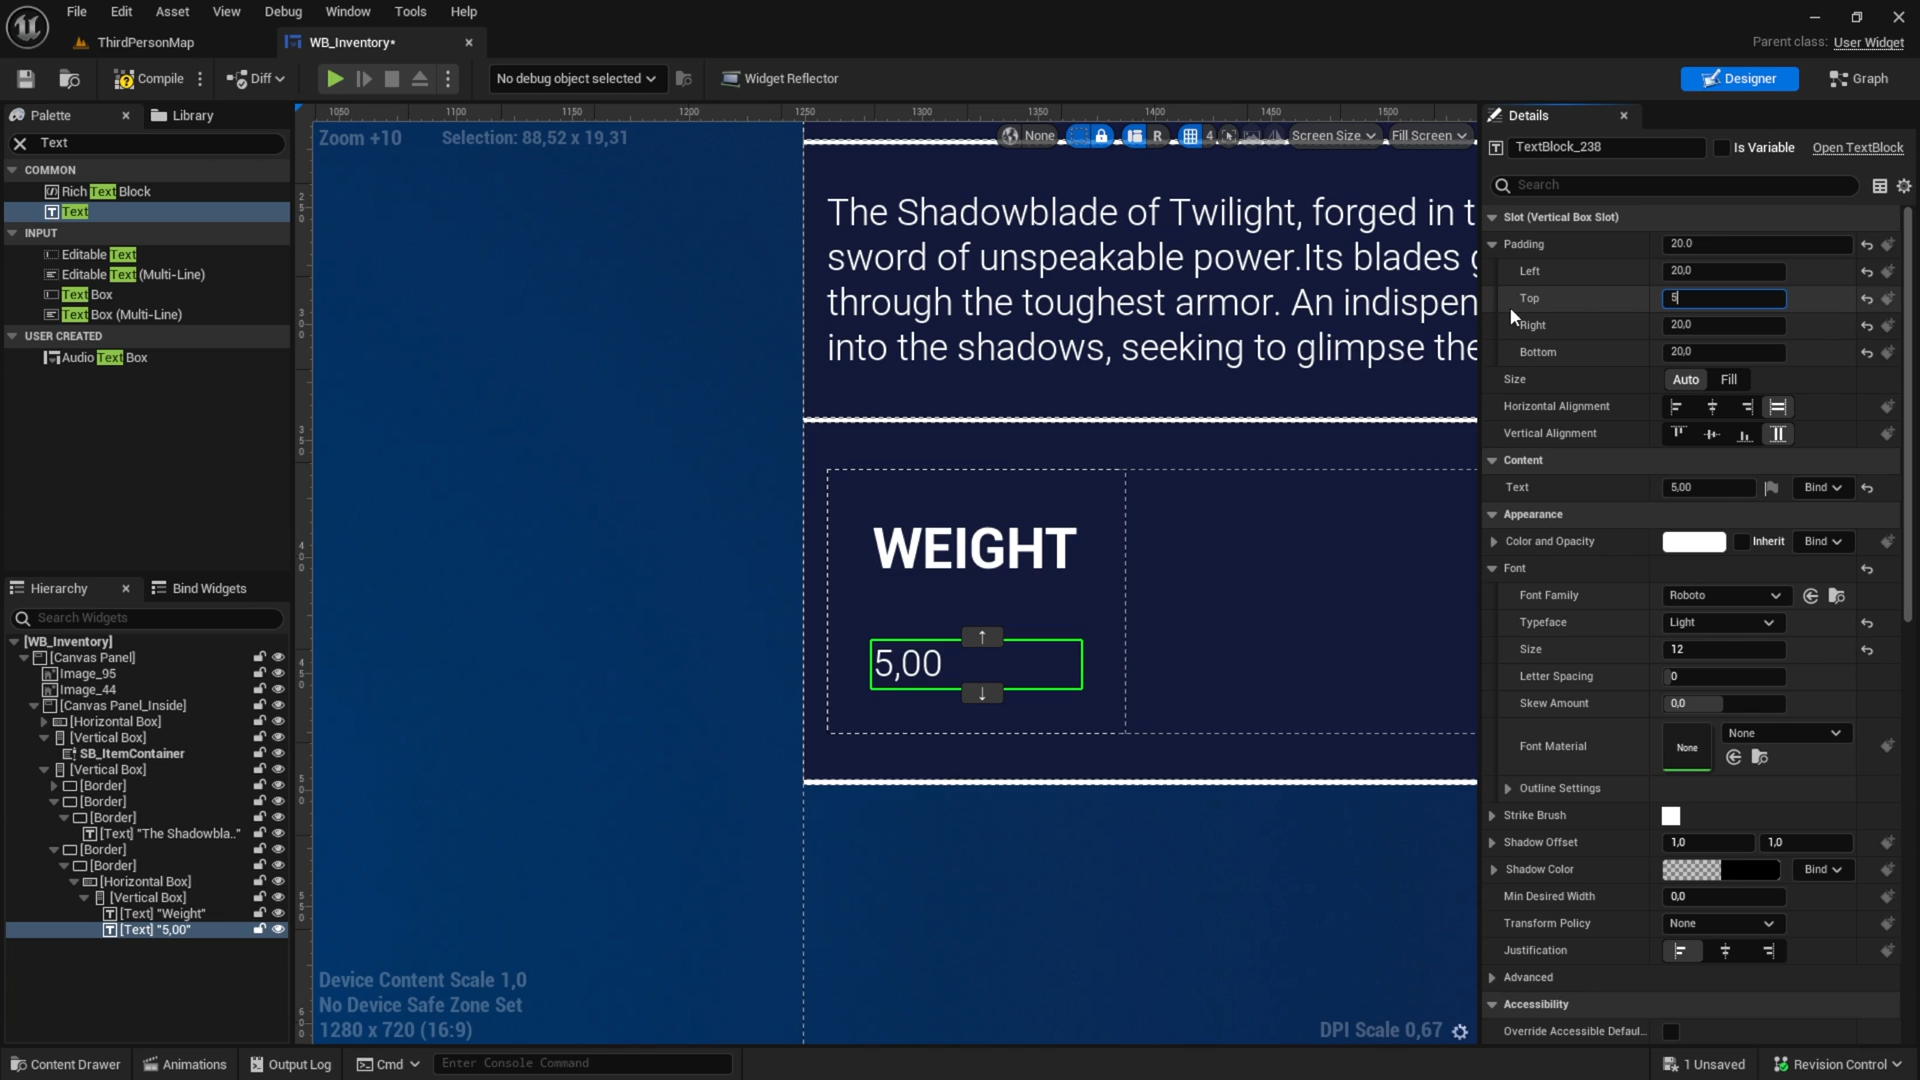 File Edit View Asset Debug Window Tools Help
ThirdPersonMap
WB_Inventory*
Parent class: User Widget
Compile
Diff
No debug object selected
Widget Reflector
Designer
Graph
Palette
Library
Text
COMMON
Rich Text Block
Text
INPUT
Editable Text
Editable Text (Multi-Line)
Text Box
Text Box (Multi-Line)
USER CREATED
Audio Text Box
Hierarchy
Bind Widgets
Search Widgets
[WB_Inventory]
[Canvas Panel]
Image_95
Image_44
[Canvas Panel_Inside]
[Horizontal Box]
[Vertical Box]
SB_ItemContainer
[Vertical Box]
[Border]
[Border]
[Border]
[Text] "The Shadowbla.."
[Border]
[Border]
[Horizontal Box]
[Vertical Box]
[Text] "Weight"
[Text] "5,00"
1050 1100 1150 1200 1250 1300 1350 1400 1450 1500
Zoom +10
Selection: 88,52 x 19,31
None
R
4
Screen Size
Fill Screen
The Shadowblade of Twilight, forged in t
sword of unspeakable power.Its blades g
through the toughest armor. An indispen
into the shadows, seeking to glimpse the
WEIGHT
5,00
Device Content Scale 1,0
No Device Safe Zone Set
1280 x 720 (16:9)
DPI Scale 0,67
Details
TextBlock_238
Is Variable
Open TextBlock
Search
Slot (Vertical Box Slot)
Padding 20.0
Left 20,0
Top 5
Right 20,0
Bottom 20,0
Size Auto Fill
Horizontal Alignment
Vertical Alignment
Content
Text 5,00 Bind
Appearance
Color and Opacity Inherit Bind
Font
Font Family Roboto
Typeface Light
Size 12
Letter Spacing 0
Skew Amount 0,0
Font Material None None
Outline Settings
Strike Brush
Shadow Offset 1,0 1,0
Shadow Color Bind
Min Desired Width 0,0
Transform Policy None
Justification
Advanced
Accessibility
Override Accessible Defaul...
Content Drawer
Animations
Output Log
Cmd
Enter Console Command
1 Unsaved
Revision Control